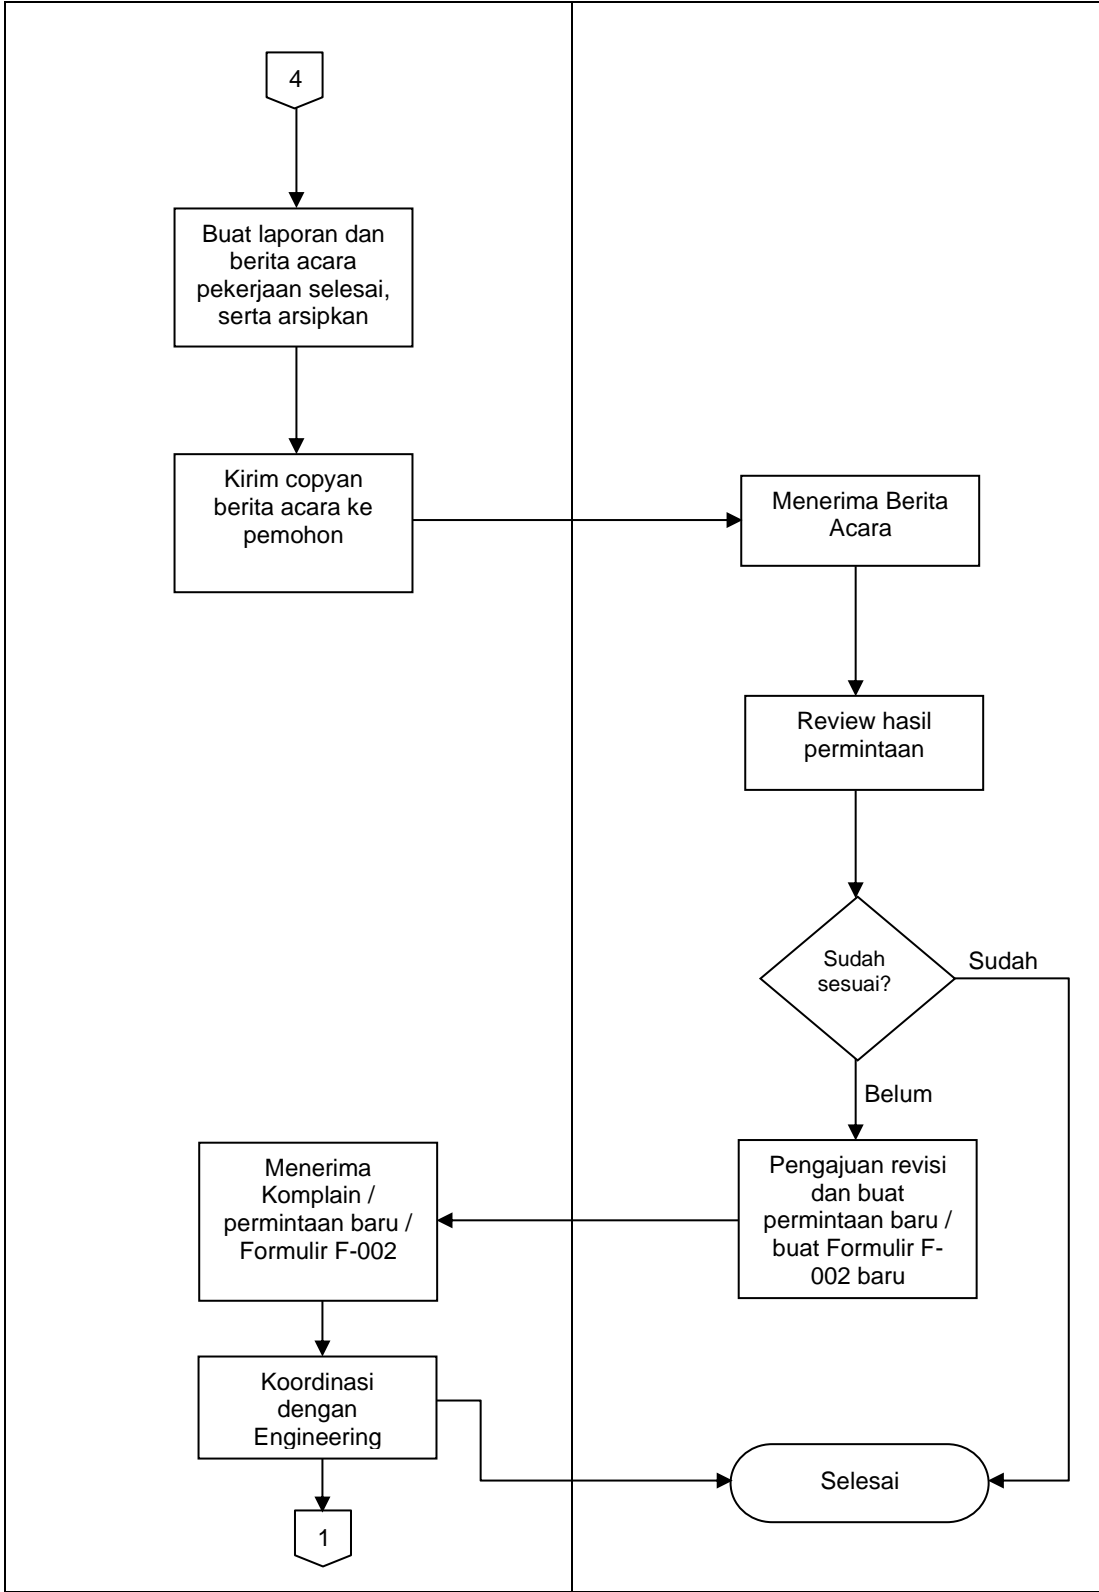 4
Buat laporan dan
berita acara
pekerjaan selesai,
serta arsipkan
Kirim copyan
berita acara ke
pemohon
Menerima Berita
Acara
Review hasil
permintaan
Sudah
sesuai?
Sudah
Belum
Pengajuan revisi
dan buat
permintaan baru /
buat Formulir F-
002 baru
Menerima
Komplain /
permintaan baru /
Formulir F-002
Koordinasi
dengan
Engineering
Selesai
1